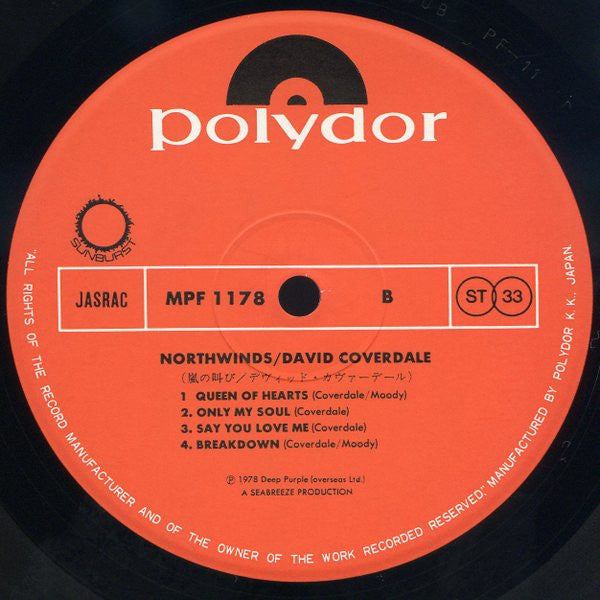 polydor
SUNBURST
JASRAC
MPF 1178
B
ST 33
NORTHWINDS/DAVID COVERDALE
(嵐の叫び/デヴィッド・カヴァーデール)
1 QUEEN OF HEARTS (Coverdale/Moody)
2. ONLY MY SOUL (Coverdale)
3. SAY YOU LOVE ME (Coverdale)
4. BREAKDOWN (Coverdale/Moody)
Ⓟ 1978 Deep Purple (overseas Ltd.)
A SEABREEZE PRODUCTION
"ALL RIGHTS OF THE RECORD MANUFACTURER AND OF THE OWNER OF THE WORK RECORDED RESERVED." MANUFACTURED BY POLYDOR K.K., JAPAN